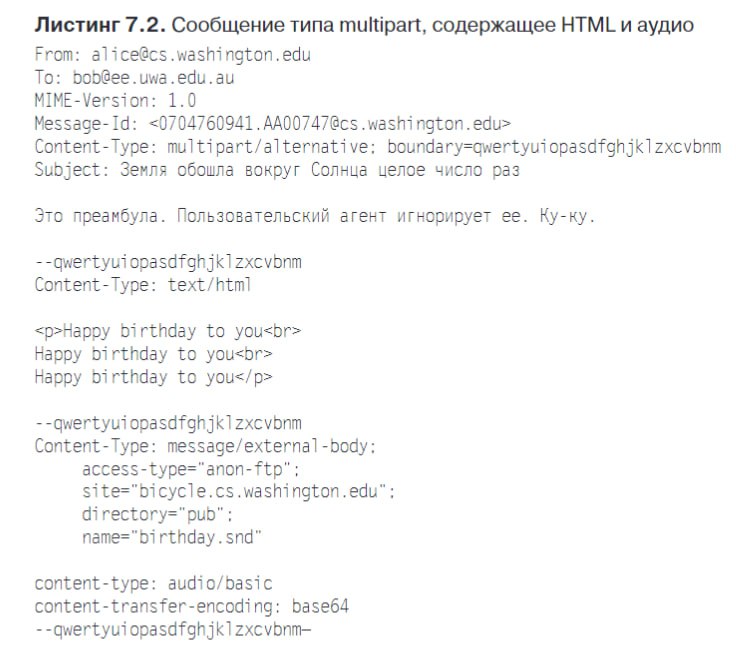 Листинг 7.2. Сообщение типа multipart, содержащее HTML и аудио
From: alice@cs.washington.edu
To: bob@ee.uwa.edu.au
MIME-Version: 1.0
Message-Id: <0704760941.AA00747@cs.washington.edu>
Content-Type: multipart/alternative; boundary=qwertyuiopasdfghjklzxcvbnm
Subject: Земля обошла вокруг Солнца целое число раз
Это преамбула. Пользовательский агент игнорирует ее. Ку-ку.
--qwertyuiopasdfghjklzxcvbnm
Content-Type: text/html
<p>Happy birthday to you<br>
Happy birthday to you<br>
Happy birthday to you</p>
--qwertyuiopasdfghjklzxcvbnm
Content-Type: message/external-body;
access-type="anon-ftp";
site="bicycle.cs.washington.edu";
directory="pub";
name="birthday.snd"
content-type: audio/basic
content-transfer-encoding: base64
--qwertyuiopasdfghjklzxcvbnm—